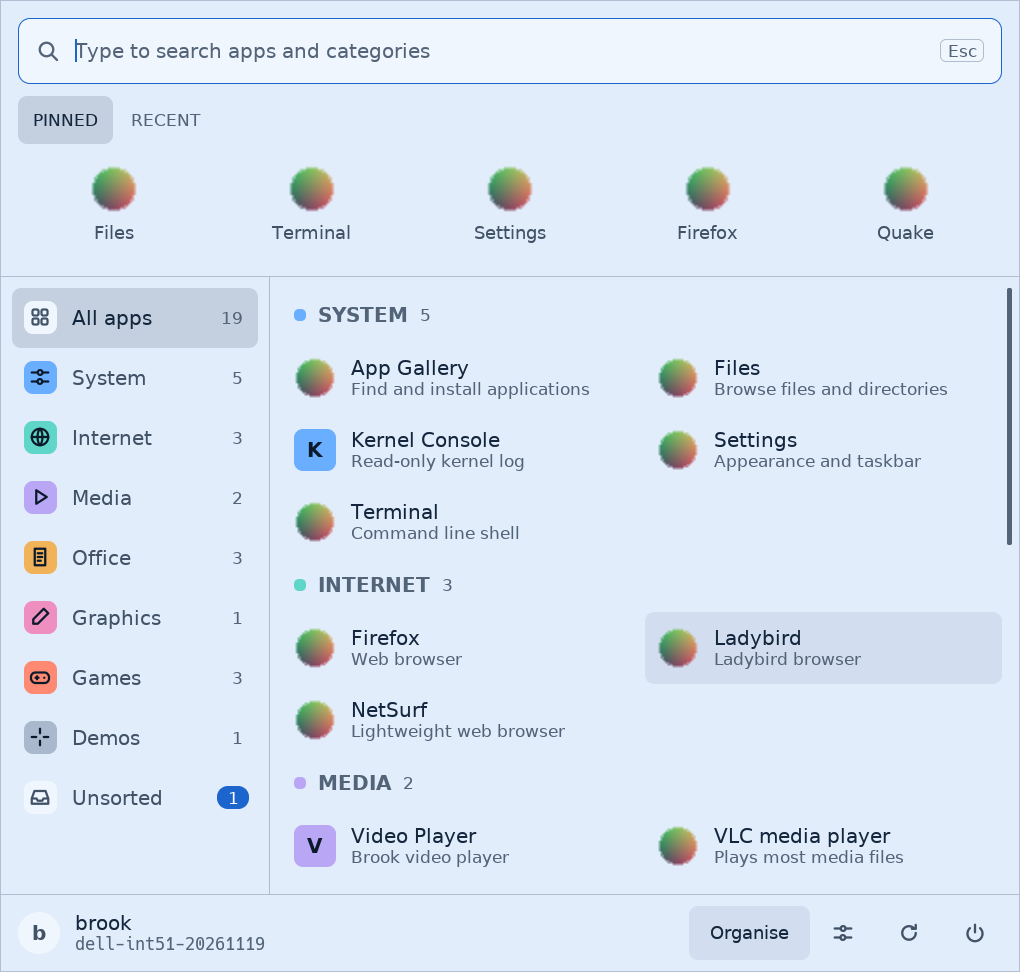 Type to search apps and categories
Esc
PINNED
RECENT
Files
Terminal
Settings
Firefox
Quake
All apps 19
System 5
Internet 3
Media 2
Office 3
Graphics 1
Games 3
Demos 1
Unsorted 1
SYSTEM 5
App Gallery
Find and install applications
Files
Browse files and directories
K
Kernel Console
Read-only kernel log
Settings
Appearance and taskbar
Terminal
Command line shell
INTERNET 3
Firefox
Web browser
Ladybird
Ladybird browser
NetSurf
Lightweight web browser
MEDIA 2
V
Video Player
Brook video player
VLC media player
Plays most media files
b
brook
dell-int51-20261119
Organise